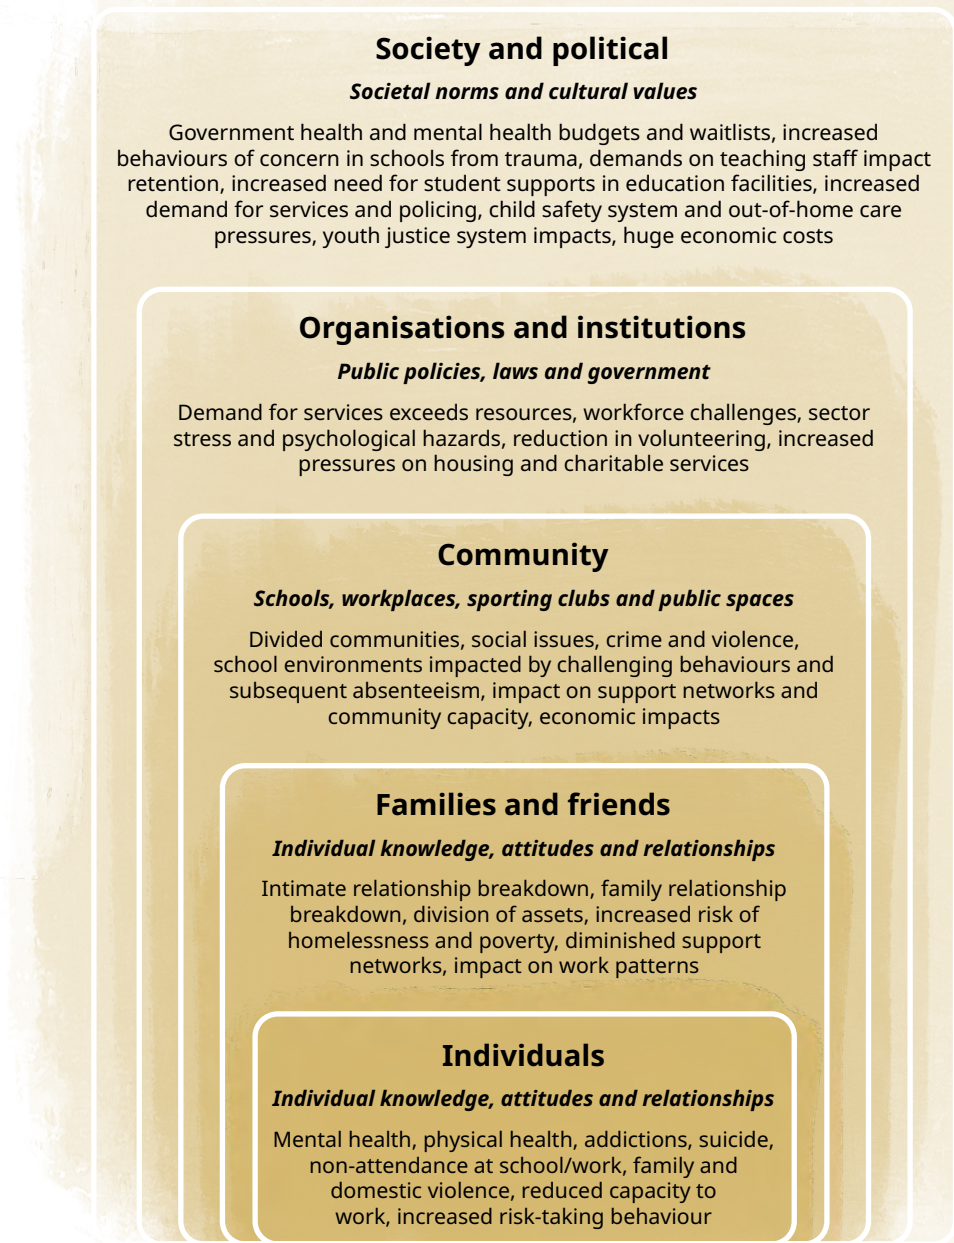 Society and political
Societal norms and cultural values
Government health and mental health budgets and waitlists, increased
behaviours of concern in schools from trauma, demands on teaching staff impact
retention, increased need for student supports in education facilities, increased
demand for services and policing, child safety system and out-of-home care
pressures, youth justice system impacts, huge economic costs
Organisations and institutions
Public policies, laws and government
Demand for services exceeds resources, workforce challenges, sector
stress and psychological hazards, reduction in volunteering, increased
pressures on housing and charitable services
Community
Schools, workplaces, sporting clubs and public spaces
Divided communities, social issues, crime and violence,
school environments impacted by challenging behaviours and
subsequent absenteeism, impact on support networks and
community capacity, economic impacts
Families and friends
Individual knowledge, attitudes and relationships
Intimate relationship breakdown, family relationship
breakdown, division of assets, increased risk of
homelessness and poverty, diminished support
networks, impact on work patterns
Individuals
Individual knowledge, attitudes and relationships
Mental health, physical health, addictions, suicide,
non-attendance at school/work, family and
domestic violence, reduced capacity to
work, increased risk-taking behaviour